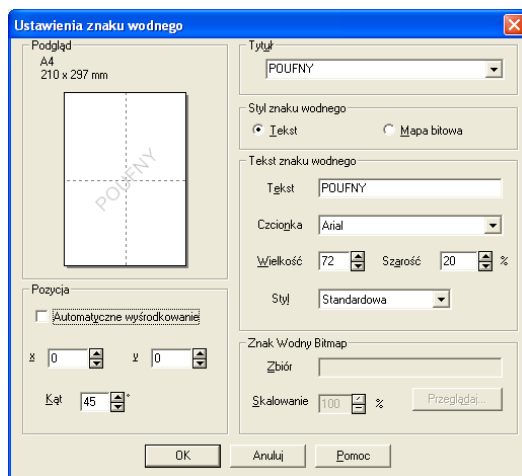 Ustawienia znaku wodnego
Podgląd
A4
210 x 297 mm
POUFNY
Pozycja
Automatyczne wyśrodkowanie
x 0 y 0
Kąt 45 °
Tytuł
POUFNY
Styl znaku wodnego
Tekst Mapa bitowa
Tekst znaku wodnego
Tekst POUFNY
Czcionka Arial
Wielkość 72 Szarość 20 %
Styl Standardowa
Znak Wodny Bitmap
Zbiór
Skalowanie 100 % Przeglądaj...
OK Anuluj Pomoc